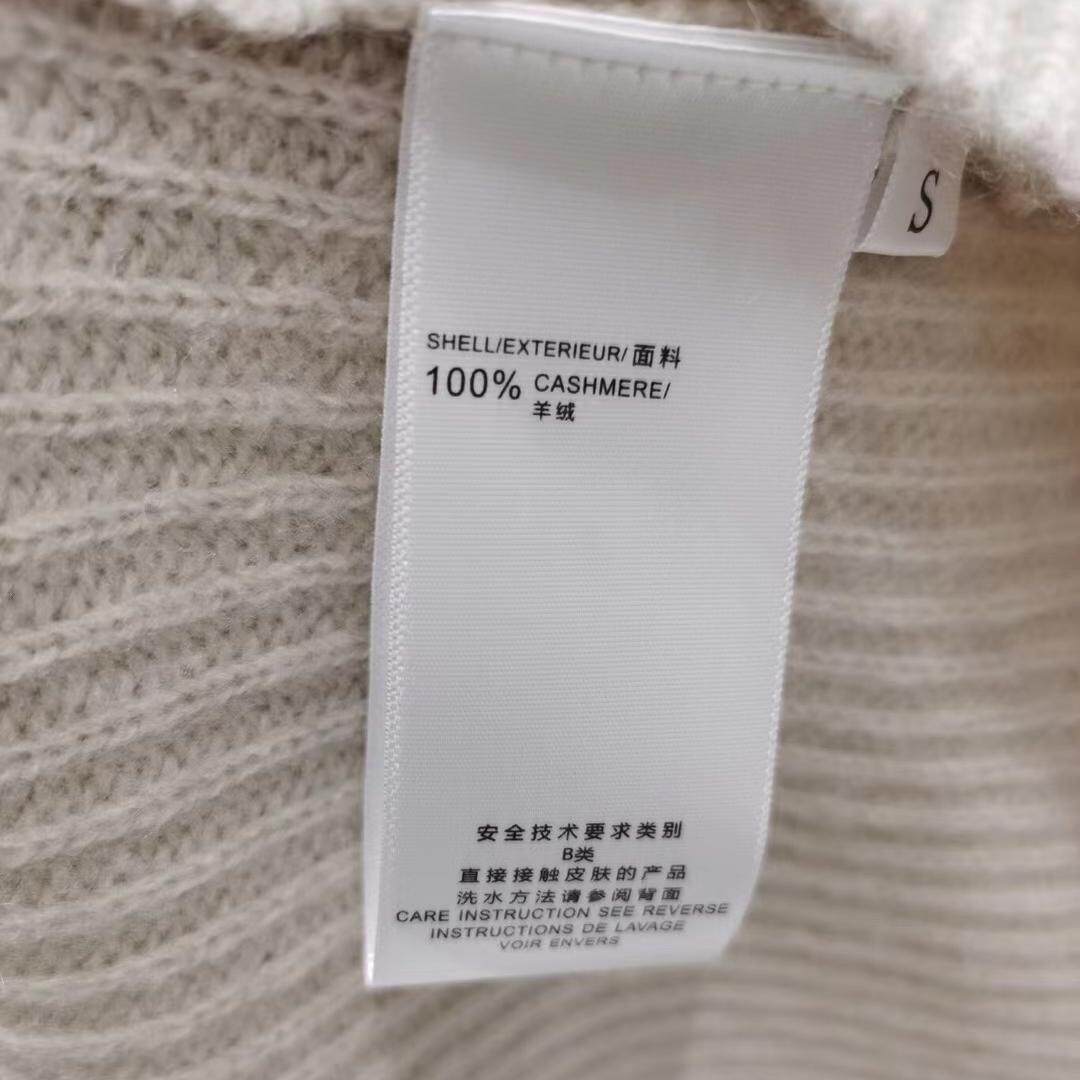 S
SHELL/EXTERIEUR/面料
100% CASHMERE/
羊绒
安全技术要求类别
B类
直接接触皮肤的产品
洗水方法请参阅背面
CARE INSTRUCTION SEE REVERSE
INSTRUCTIONS DE LAVAGE
VOIR ENVERS